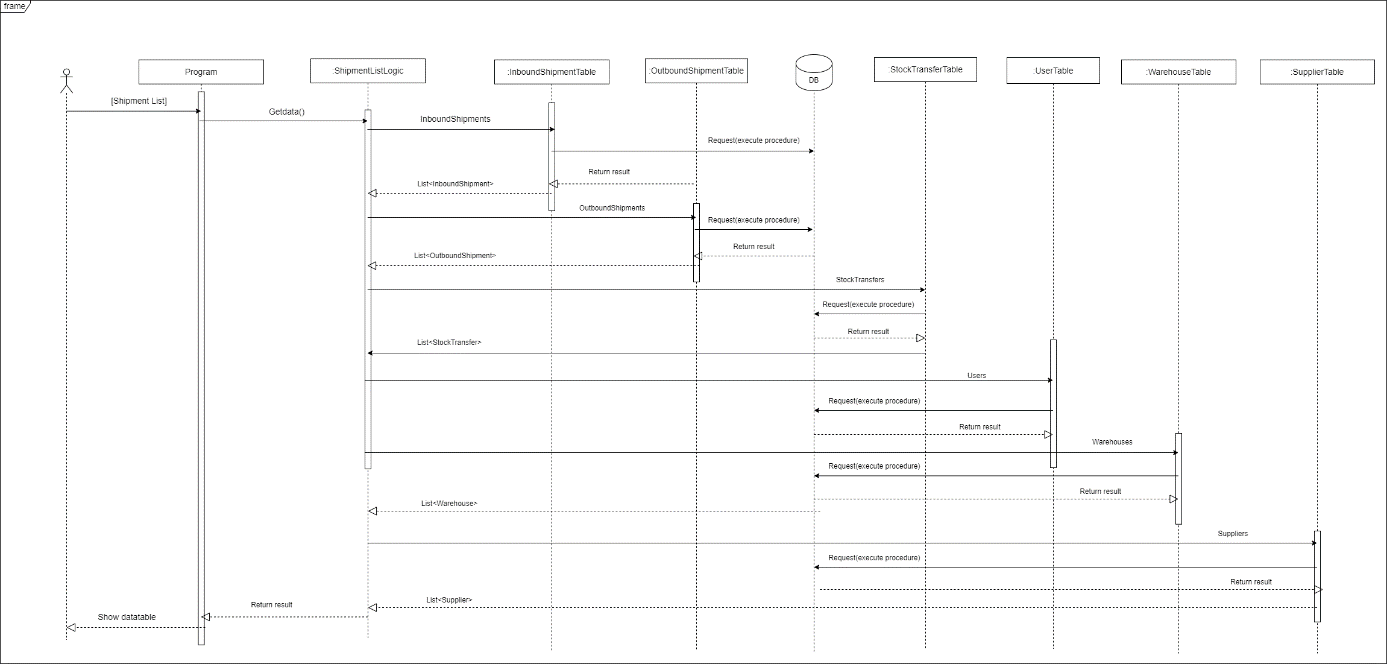 frame
Program
:ShipmentListLogic
:InboundShipmentTable
:OutboundShipmentTable
DB
:StockTransferTable
:UserTable
:WarehouseTable
:SupplierTable
[Shipment List]
Getdata()
InboundShipments
Request(execute procedure)
Return result
List<InboundShipment>
OutboundShipments
Request(execute procedure)
Return result
List<OutboundShipment>
StockTransfers
Request(execute procedure)
Return result
List<StockTransfer>
Users
Request(execute procedure)
Return result
Warehouses
Request(execute procedure)
Return result
List<Warehouse>
Suppliers
Request(execute procedure)
Return result
List<Supplier>
Return result
Show datatable